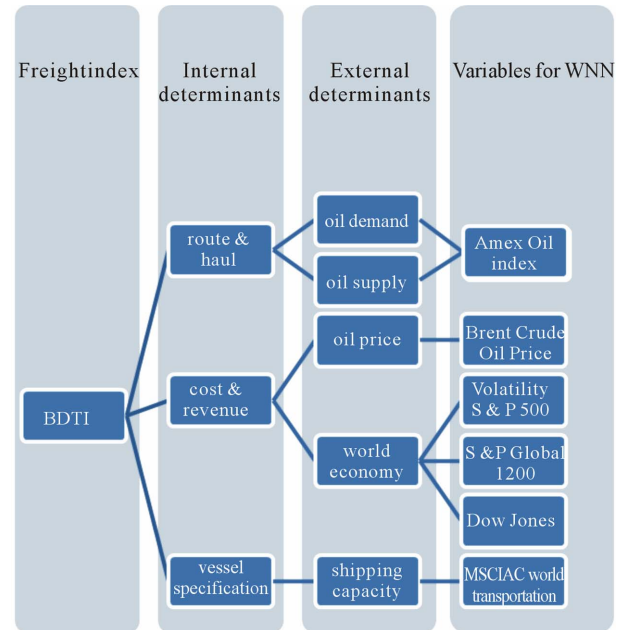 Freightindex
Internal
determinants
External
determinants
Variables for WNN
BDTI
route &
haul
cost &
revenue
vessel
specification
oil demand
oil supply
oil price
world
economy
shipping
capacity
Amex Oil
index
Brent Crude
Oil Price
Volatility
S & P 500
S &P Global
1200
Dow Jones
MSCIAC world
transportation